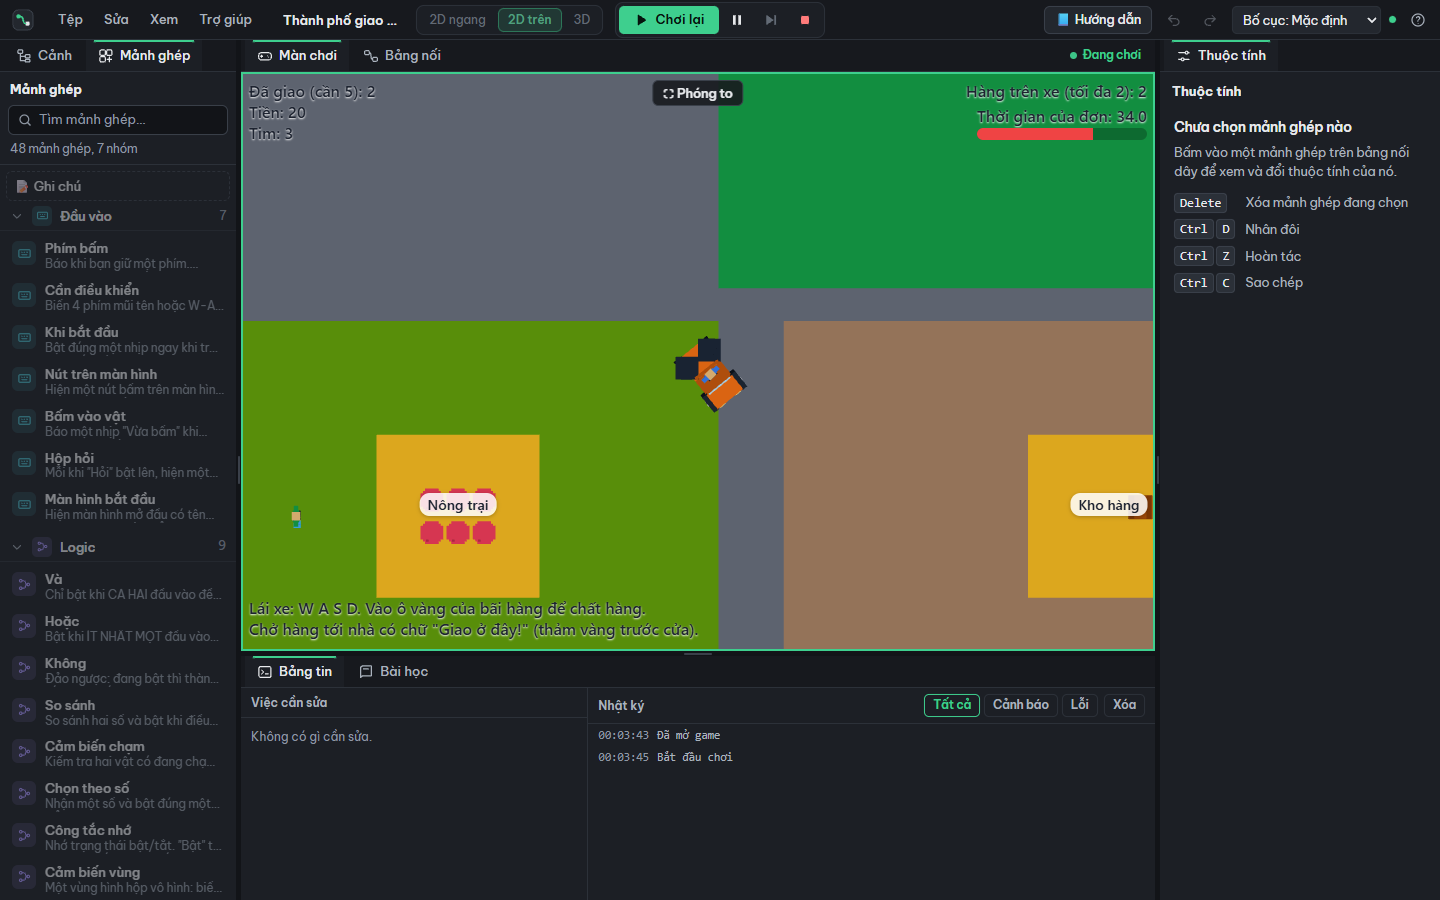 Tệp Sửa Xem Trợ giúp Thành phố giao ... 2D ngang 2D trên 3D Chơi lại Hướng dẫn Bố cục: Mặc định
Cảnh Mảnh ghép Màn chơi Bảng nối Đang chơi Thuộc tính
Mảnh ghép
Tìm mảnh ghép...
48 mảnh ghép, 7 nhóm
Ghi chú
Đầu vào 7
Phím bấm
Báo khi bạn giữ một phím....
Cần điều khiển
Biến 4 phím mũi tên hoặc W-A...
Khi bắt đầu
Bật đúng một nhịp ngay khi tr...
Nút trên màn hình
Hiện một nút bấm trên màn hìn...
Bấm vào vật
Báo một nhịp "Vừa bấm" khi...
Hộp hỏi
Mỗi khi "Hỏi" bật lên, hiện một...
Màn hình bắt đầu
Hiện màn hình mở đầu có tên...
Logic 9
Và
Chỉ bật khi CẢ HAI đầu vào đề...
Hoặc
Bật khi ÍT NHẤT MỘT đầu vào...
Không
Đảo ngược: đang bật thì thàn...
So sánh
So sánh hai số và bật khi điều...
Cảm biến chạm
Kiểm tra hai vật có đang chạ...
Chọn theo số
Nhận một số và bật đúng một...
Công tắc nhớ
Nhớ trạng thái bật/tắt. "Bật" t...
Cảm biến vùng
Một vùng hình hộp vô hình: biế...
Đã giao (cần 5): 2
Tiền: 20
Tim: 3
Phóng to
Hàng trên xe (tối đa 2): 2
Thời gian của đơn: 34.0
Nông trại
Kho hàng
Lái xe: W A S D. Vào ô vàng của bãi hàng để chất hàng.
Chở hàng tới nhà có chữ "Giao ở đây!" (thảm vàng trước cửa).
Bảng tin Bài học
Việc cần sửa
Không có gì cần sửa.
Nhật ký Tất cả Cảnh báo Lỗi Xóa
00:03:43 Đã mở game
00:03:45 Bắt đầu chơi
Thuộc tính
Chưa chọn mảnh ghép nào
Bấm vào một mảnh ghép trên bảng nối
dây để xem và đổi thuộc tính của nó.
Delete Xóa mảnh ghép đang chọn
Ctrl D Nhân đôi
Ctrl Z Hoàn tác
Ctrl C Sao chép